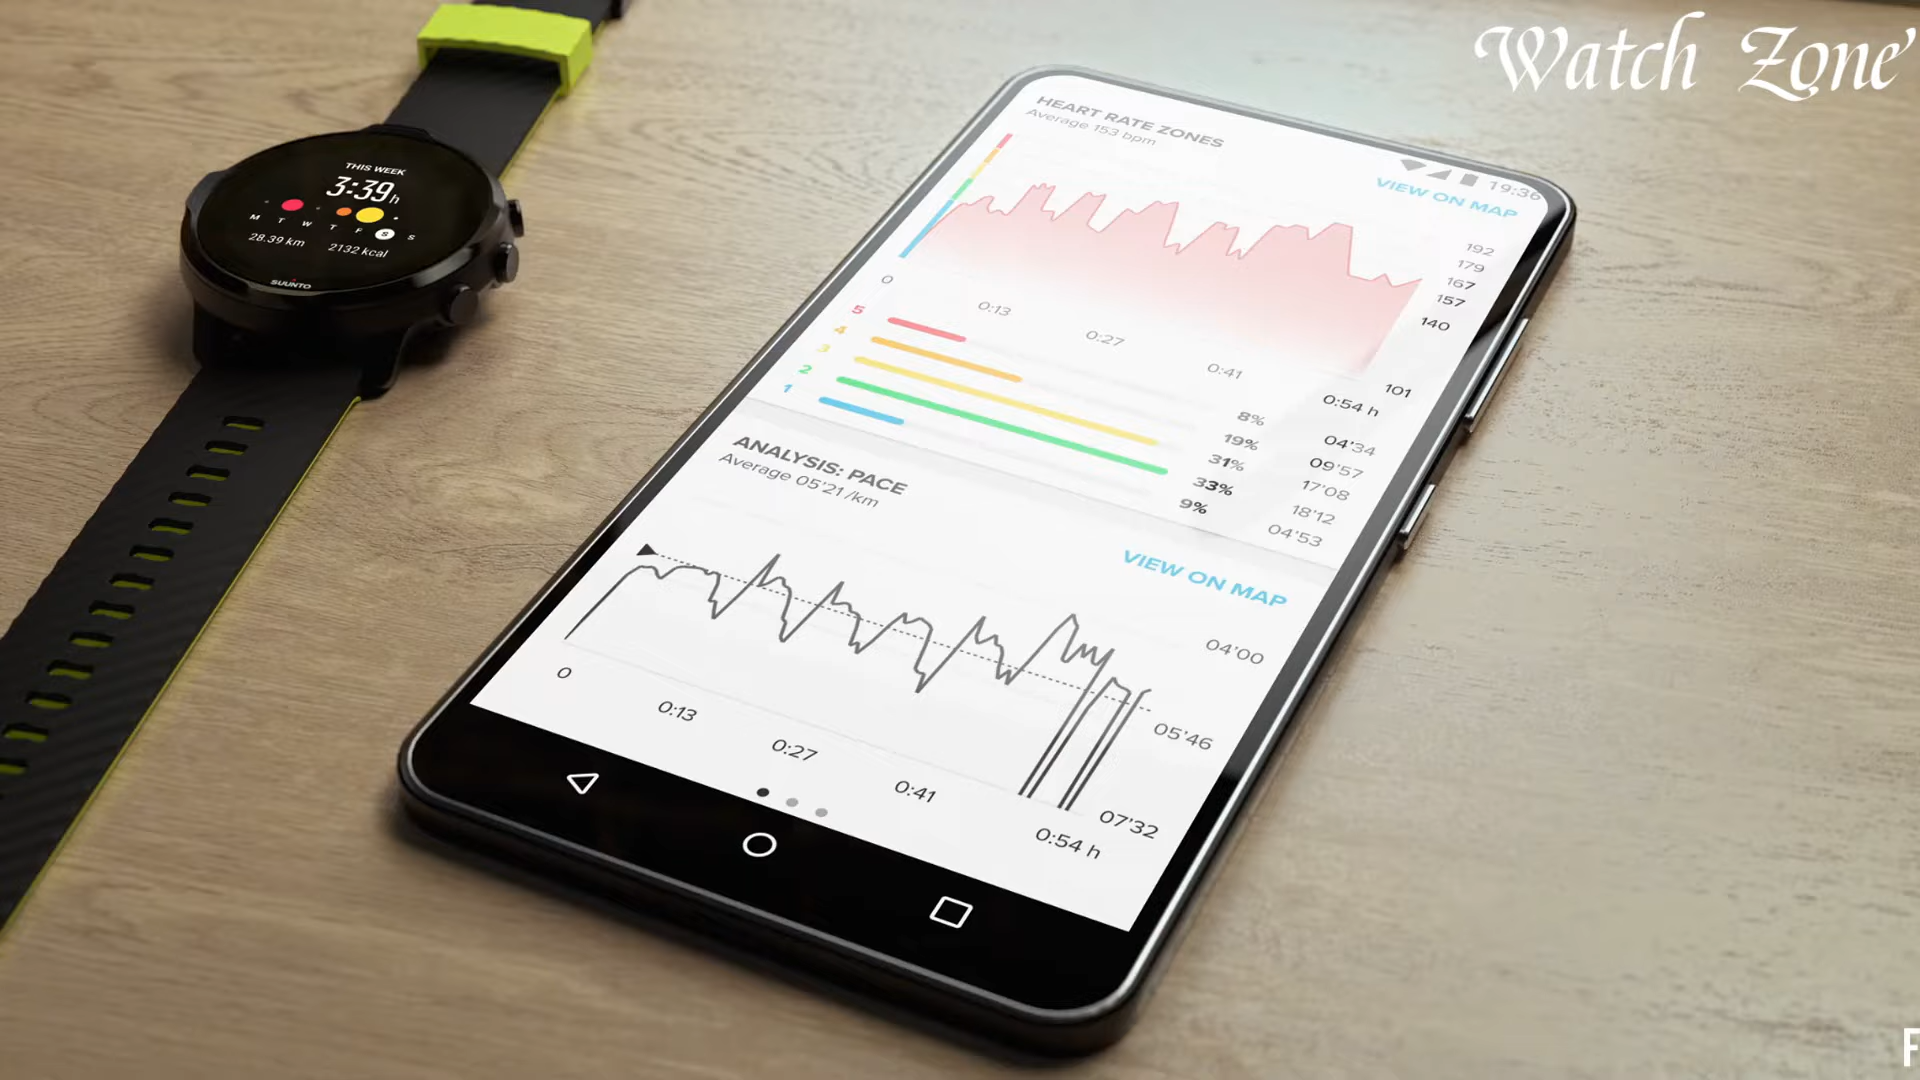 Watch Zone
THIS WEEK
3:39h
M T W T F S S
28.39 km 2132 kcal
SUUNTO
19:36
HEART RATE ZONES
Average 153 bpm
VIEW ON MAP
192
179
167
157
140
101
0 0:13 0:27 0:41 0:54 h
5 8% 04'34
4 19% 09'57
3 31% 17'08
2 33% 18'12
1 9% 04'53
ANALYSIS: PACE
Average 05'21 /km
VIEW ON MAP
04'00
05'46
07'32
0 0:13 0:27 0:41 0:54 h
F